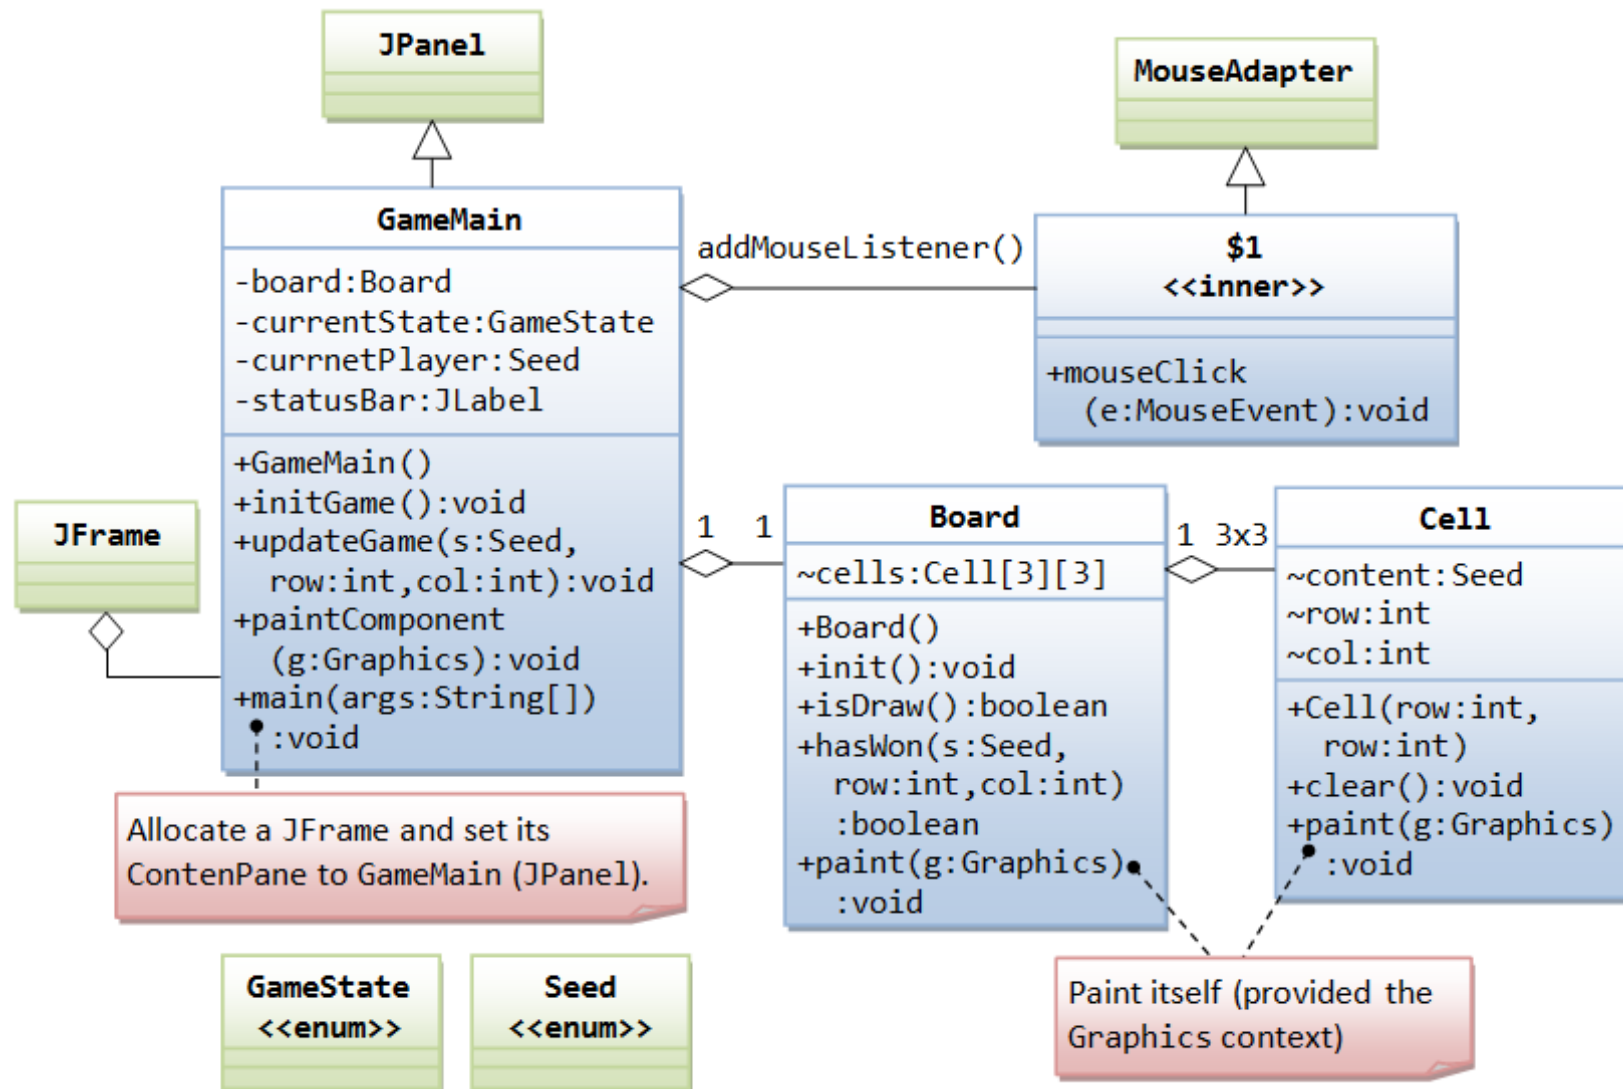 JPanel
MouseAdapter
GameMain
-board:Board
-currentState:GameState
-currnetPlayer:Seed
-statusBar:JLabel
+GameMain()
+initGame():void
+updateGame(s:Seed,
row:int,col:int):void
+paintComponent
(g:Graphics):void
+main(args:String[])
:void
addMouseListener()
$1
<<inner>>
+mouseClick
(e:MouseEvent):void
JFrame
1
1
Board
~cells:Cell[3][3]
+Board()
+init():void
+isDraw():boolean
+hasWon(s:Seed,
row:int,col:int)
:boolean
+paint(g:Graphics)
:void
1
3x3
Cell
~content:Seed
~row:int
~col:int
+Cell(row:int,
row:int)
+clear():void
+paint(g:Graphics)
:void
Allocate a JFrame and set its
ContenPane to GameMain (JPanel).
GameState
<<enum>>
Seed
<<enum>>
Paint itself (provided the
Graphics context)